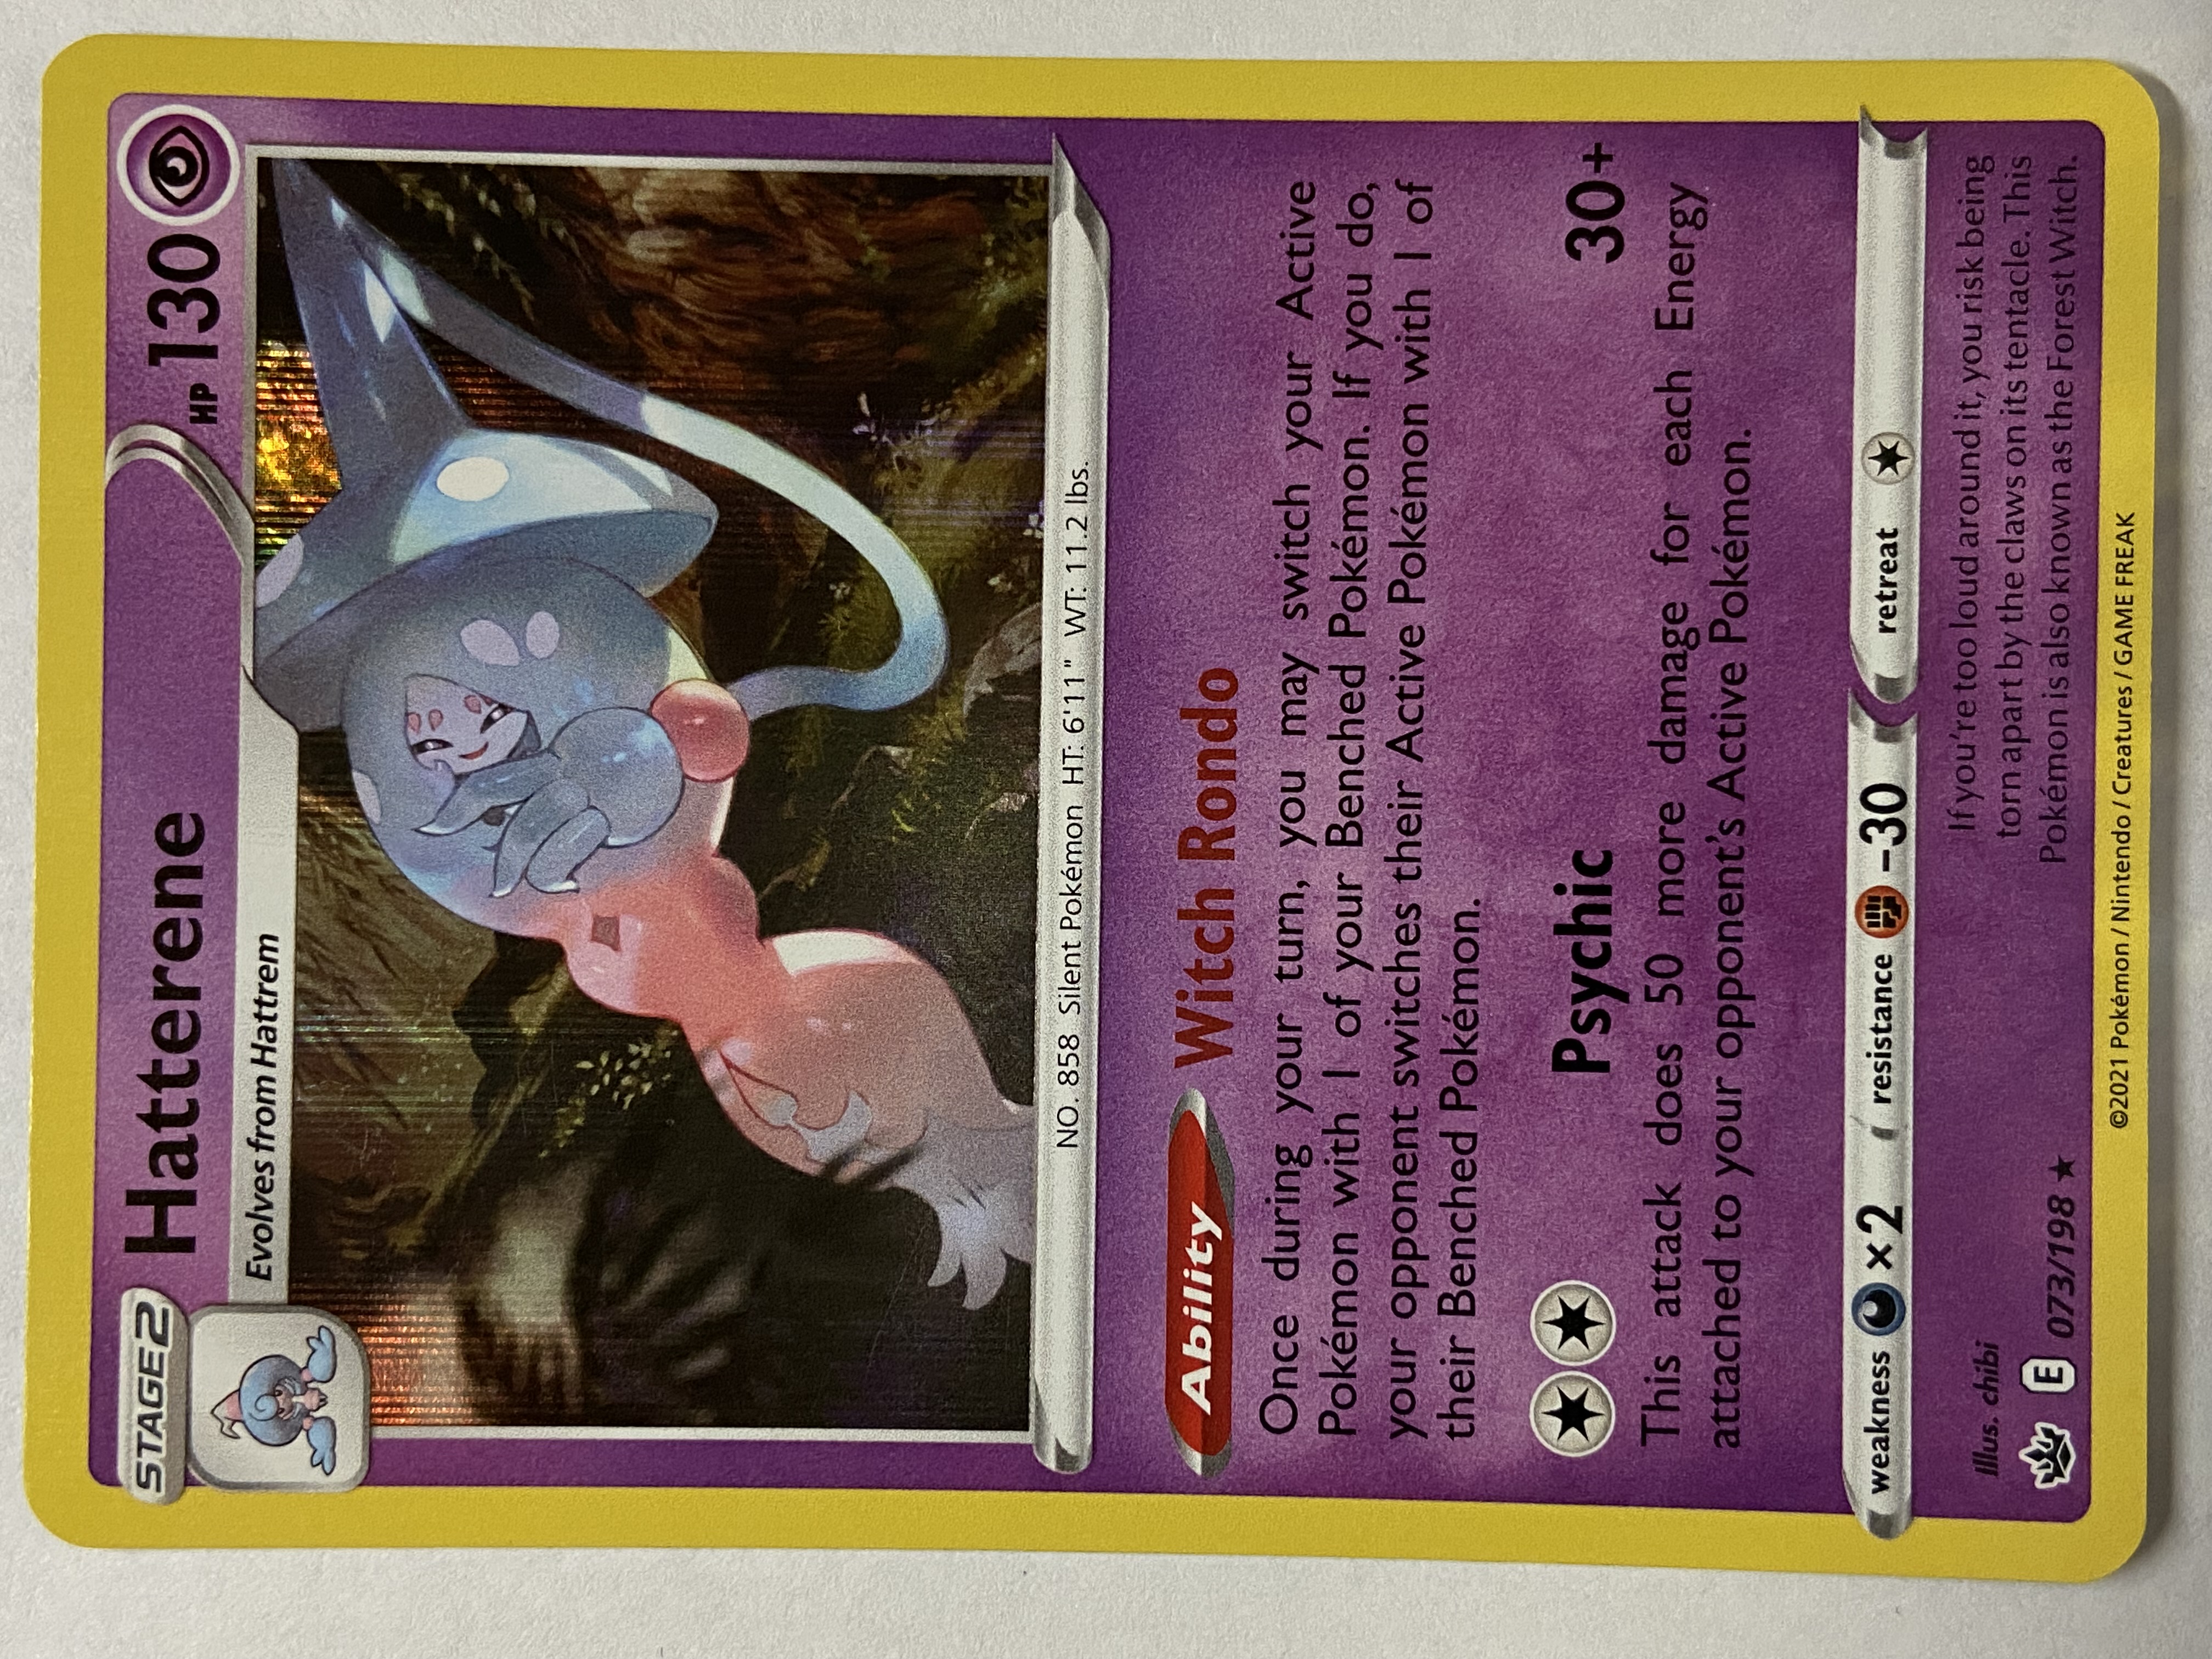 STAGE2
Hatterene
HP 130
Evolves from Hattrem
NO. 858 Silent Pokémon HT: 6'11" WT: 11.2 lbs.
Ability Witch Rondo
Once during your turn, you may switch your Active
Pokémon with 1 of your Benched Pokémon. If you do,
your opponent switches their Active Pokémon with 1 of
their Benched Pokémon.
Psychic 30+
This attack does 50 more damage for each Energy
attached to your opponent's Active Pokémon.
weakness ×2 resistance -30 retreat
Illus. chibi
If you're too loud around it, you risk being
torn apart by the claws on its tentacle. This
Pokémon is also known as the Forest Witch.
E 073/198 ★
©2021 Pokémon / Nintendo / Creatures / GAME FREAK